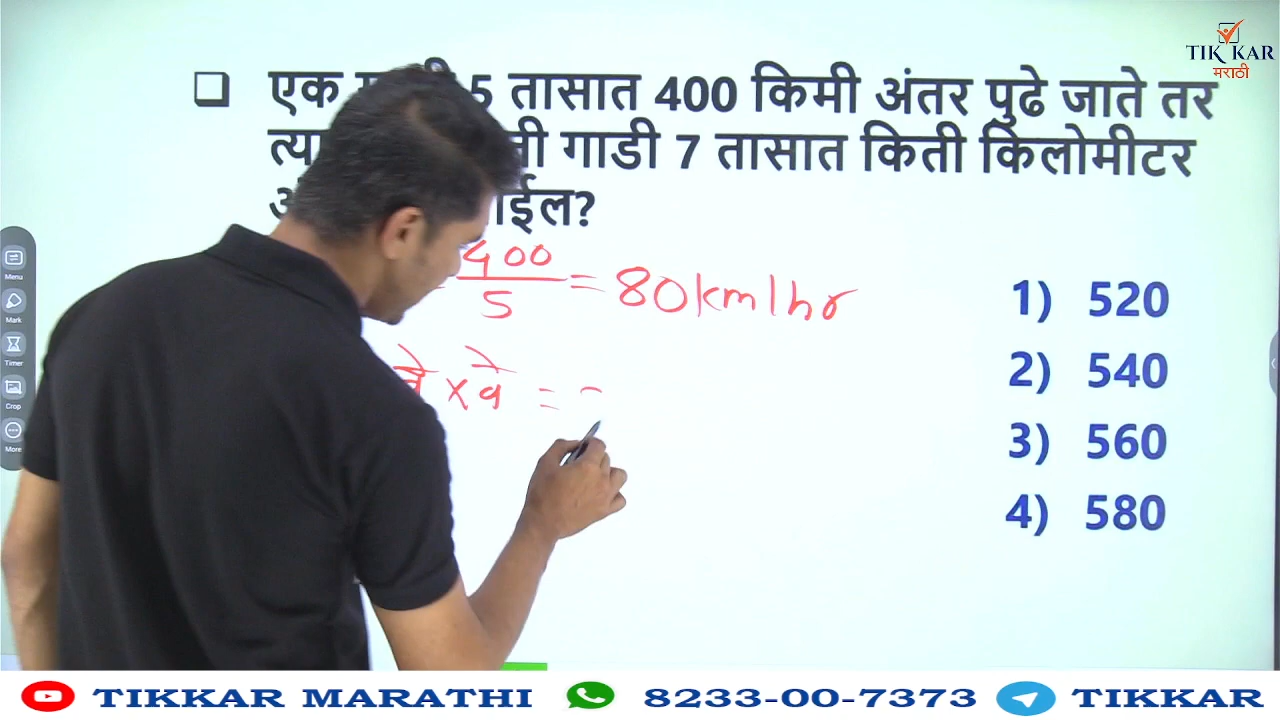 TIK KAR
मराठी
एक 5 तासात 400 किमी अंतर पुढे जाते तर
गाडी 7 तासात किती किलोमीटर
?
400
5
= 80km/hr
× व =
1) 520
2) 540
3) 560
4) 580
Menu
Mark
Timer
Crop
More
TIKKAR MARATHI 8233-00-7373 TIKKAR